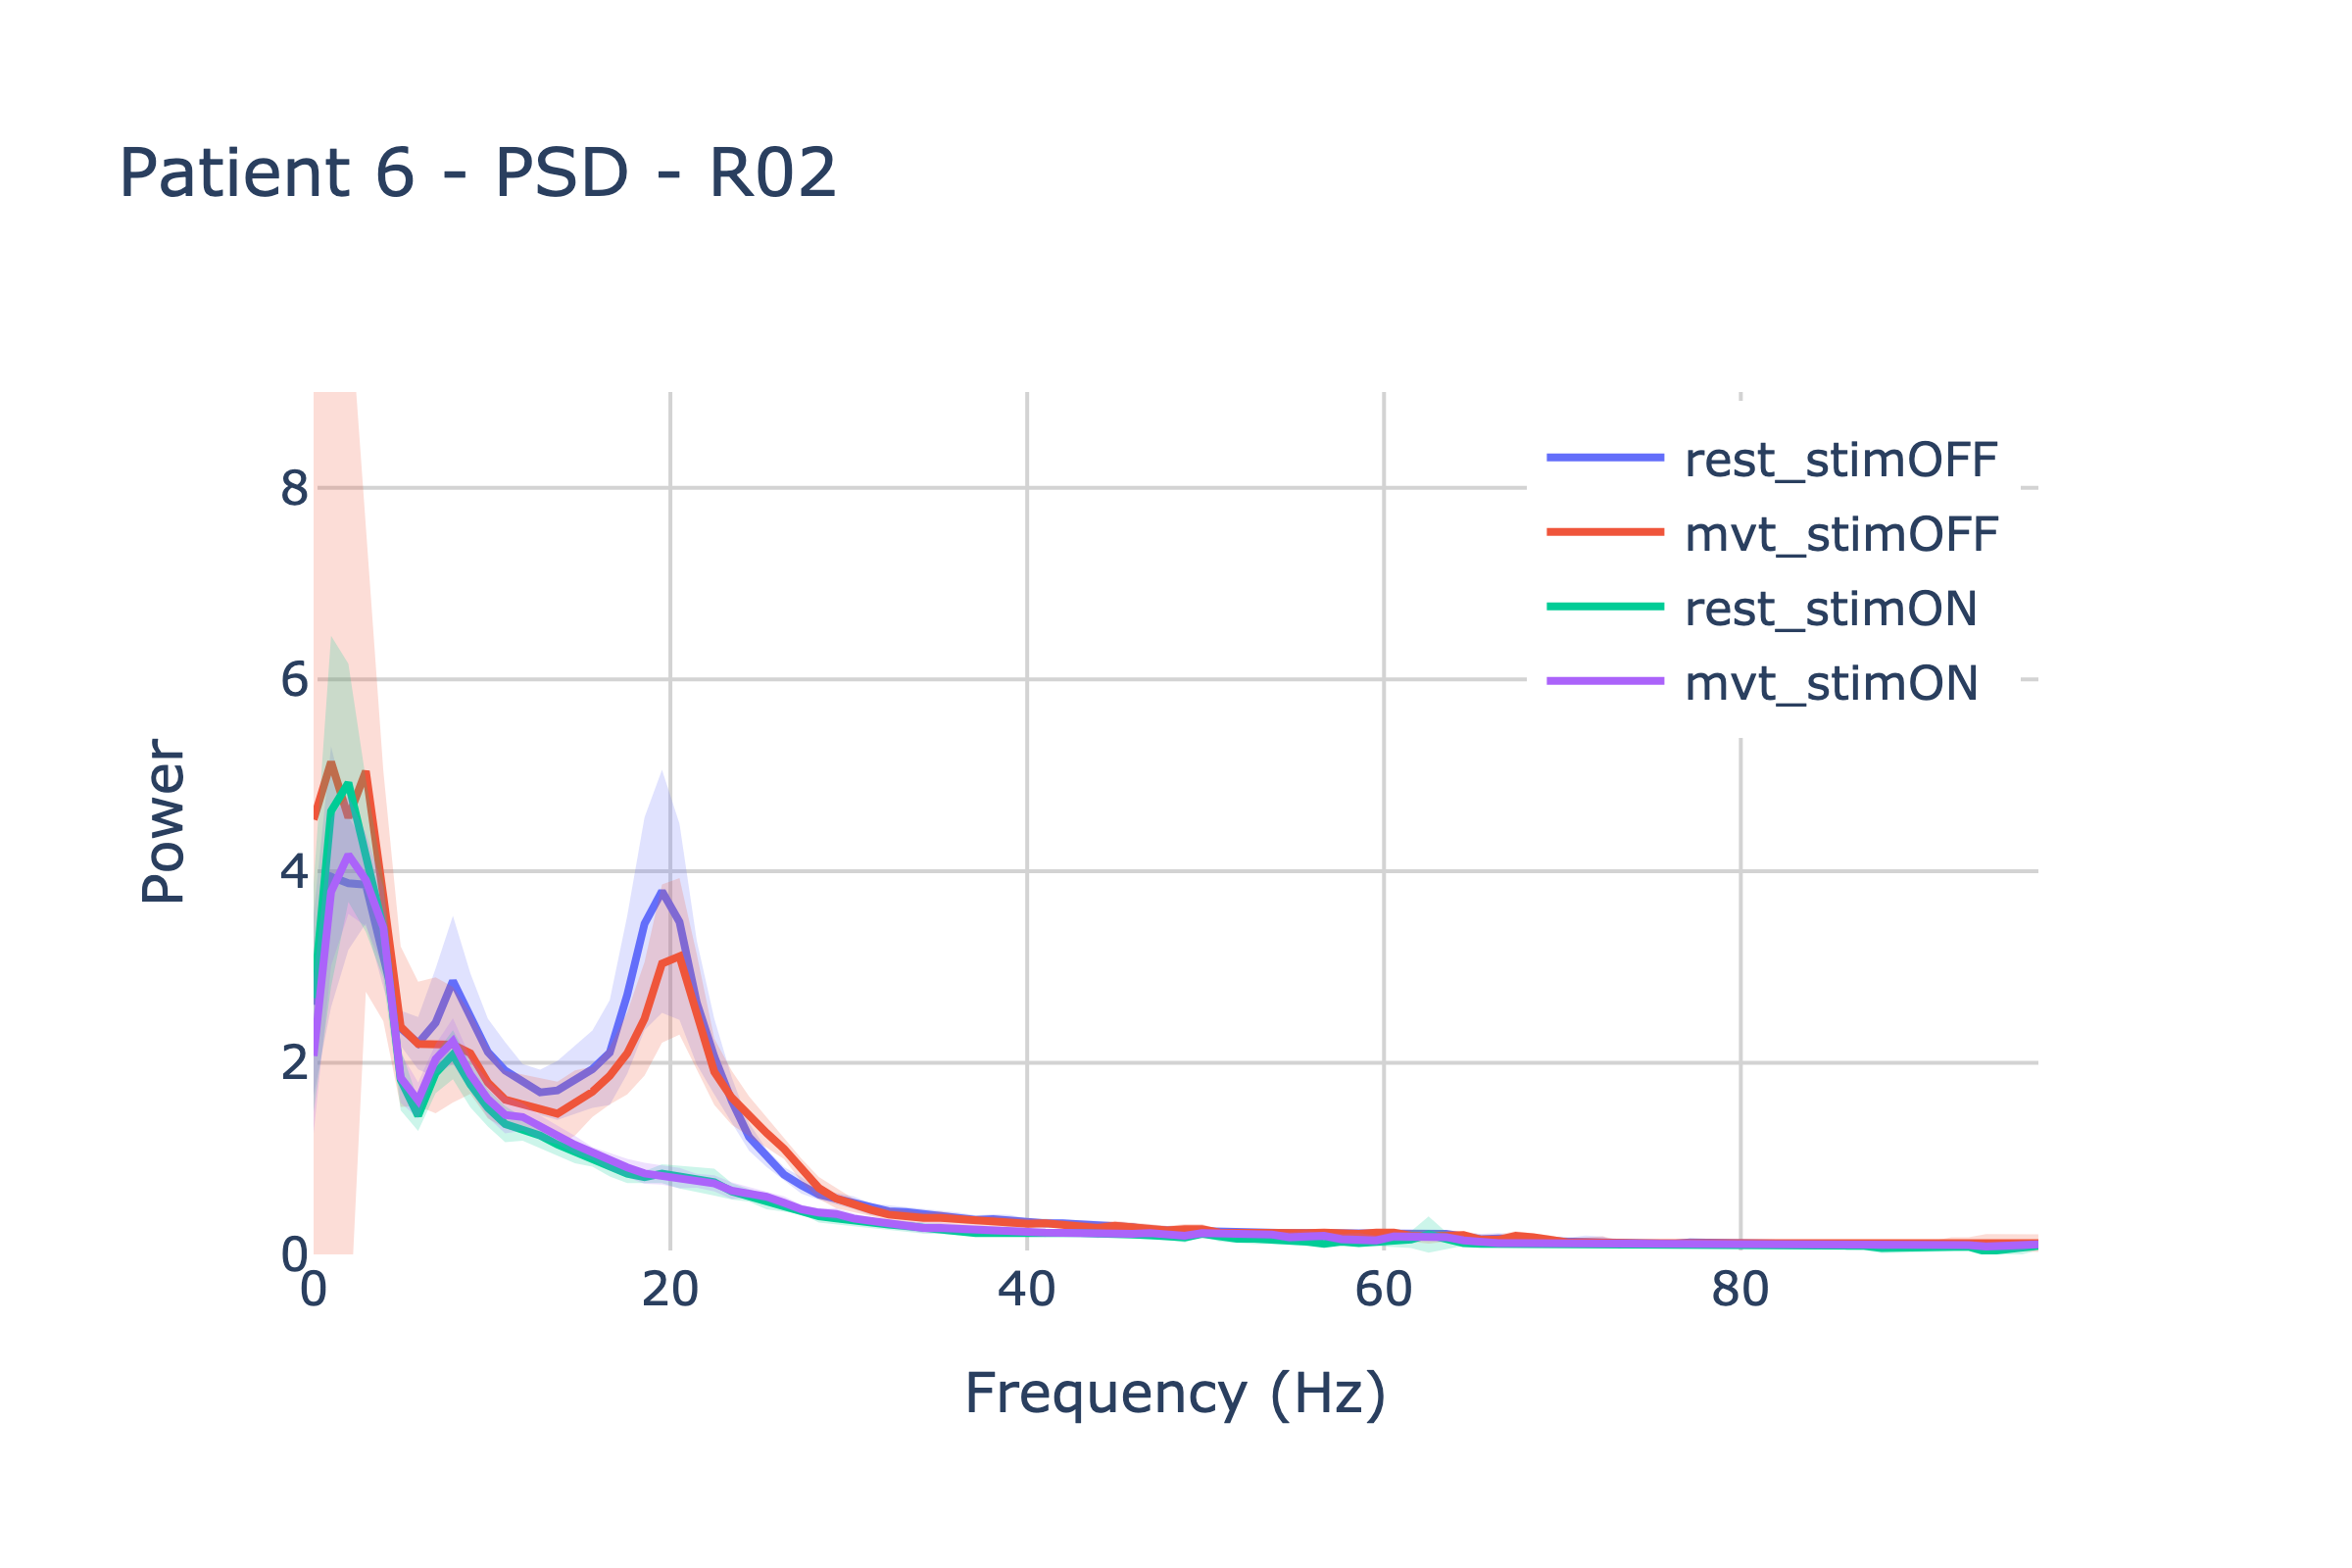 Patient 6 - PSD - R02
rest_stimOFF
mvt_stimOFF
rest_stimON
mvt_stimON
8
6
4
2
0
Power
0 20 40 60 80
Frequency (Hz)